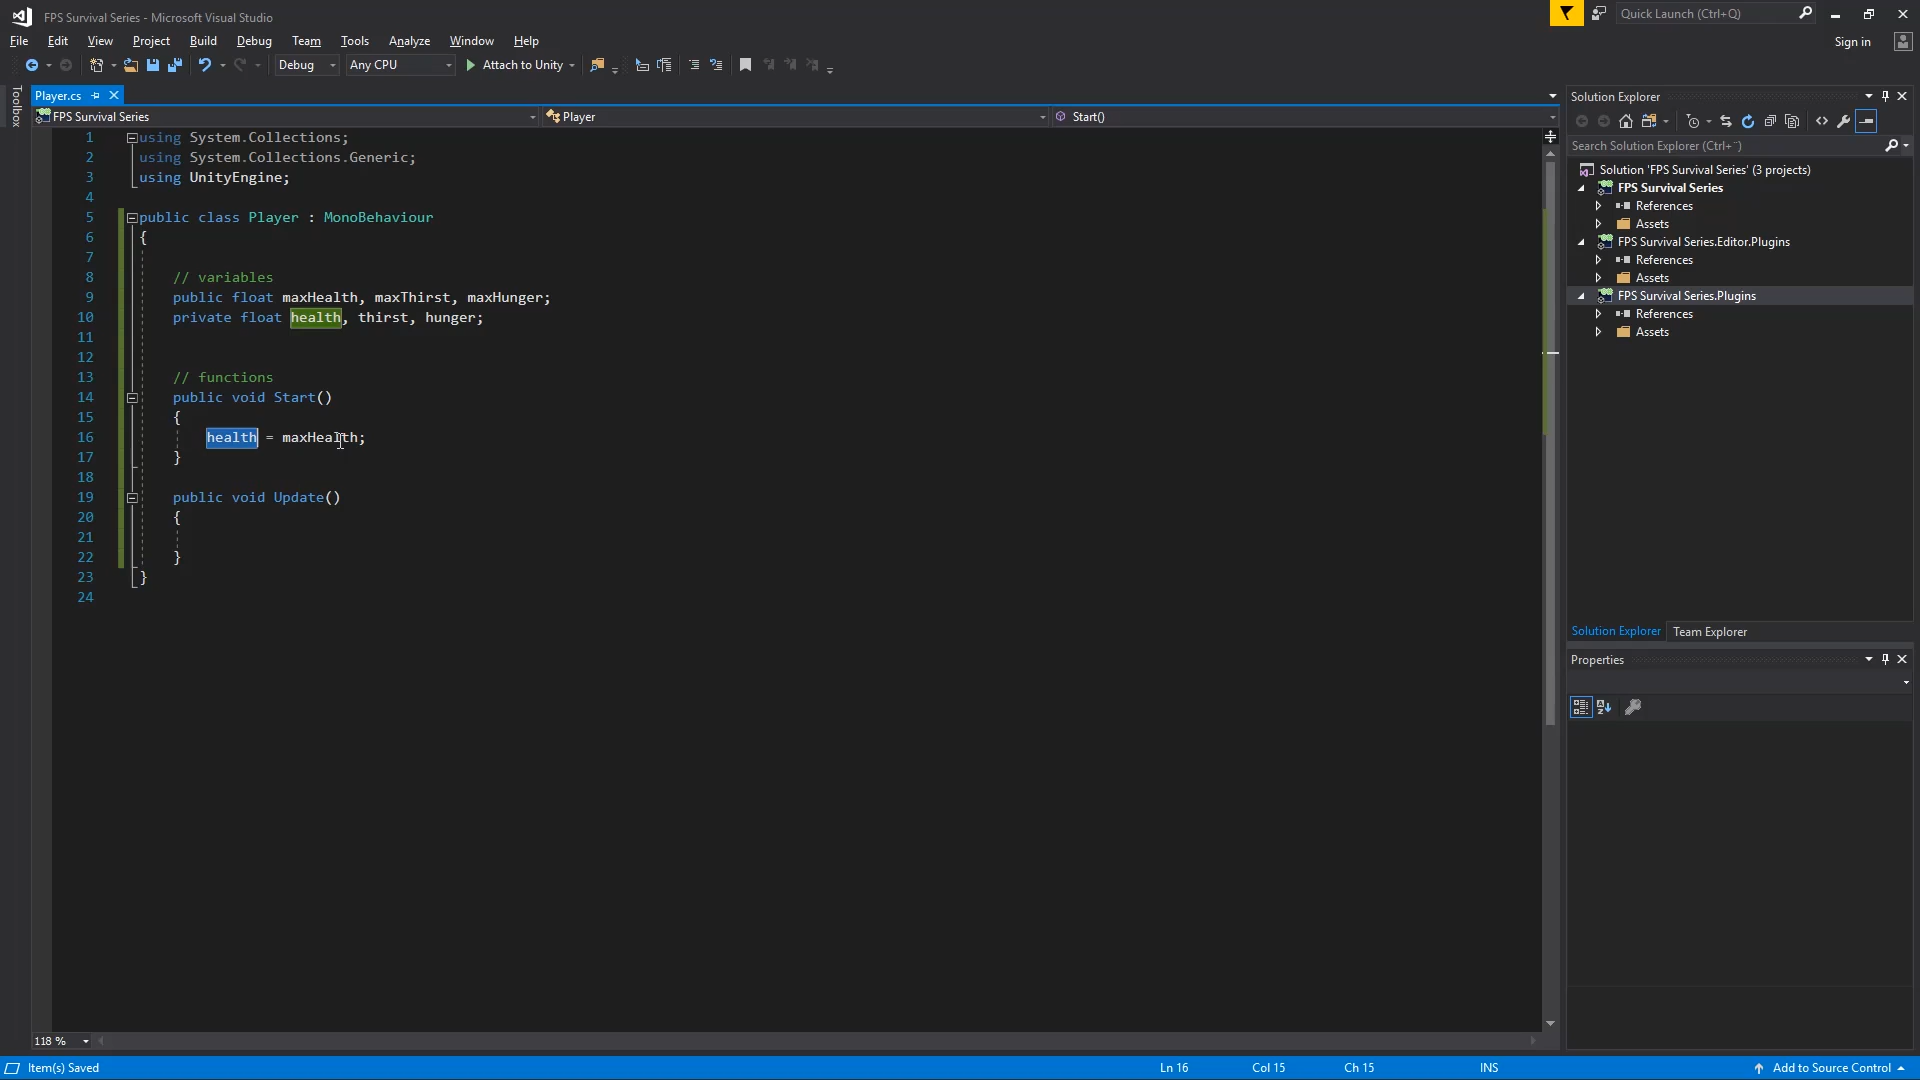 FPS Survival Series - Microsoft Visual Studio
Quick Launch (Ctrl+Q)
File Edit View Project Build Debug Team Tools Analyze Window Help
Sign in
Debug Any CPU Attach to Unity
Toolbox
Player.cs
FPS Survival Series Player Start()
1 using System.Collections;
2 using System.Collections.Generic;
3 using UnityEngine;
4
5 public class Player : MonoBehaviour
6 {
7
8 // variables
9 public float maxHealth, maxThirst, maxHunger;
10 private float health, thirst, hunger;
11
12
13 // functions
14 public void Start()
15 {
16 health = maxHealth;
17 }
18
19 public void Update()
20 {
21
22 }
23 }
24
118 %
Solution Explorer
Search Solution Explorer (Ctrl+¨)
Solution 'FPS Survival Series' (3 projects)
FPS Survival Series
References
Assets
FPS Survival Series.Editor.Plugins
References
Assets
FPS Survival Series.Plugins
References
Assets
Solution Explorer Team Explorer
Properties
Item(s) Saved Ln 16 Col 15 Ch 15 INS Add to Source Control